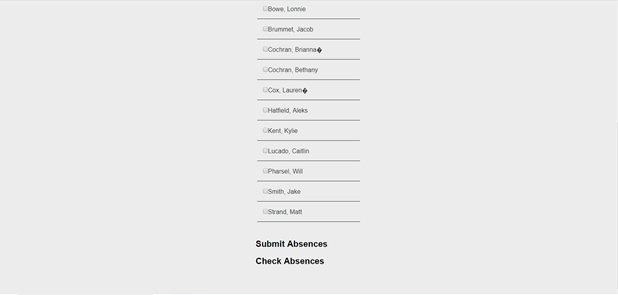 Bowe, Lonnie
Brummet, Jacob
Cochran, Brianna�
Cochran, Bethany
Cox, Lauren�
Hatfield, Aleks
Kent, Kylie
Lucado, Caitlin
Pharsel, Will
Smith, Jake
Strand, Matt
Submit Absences
Check Absences